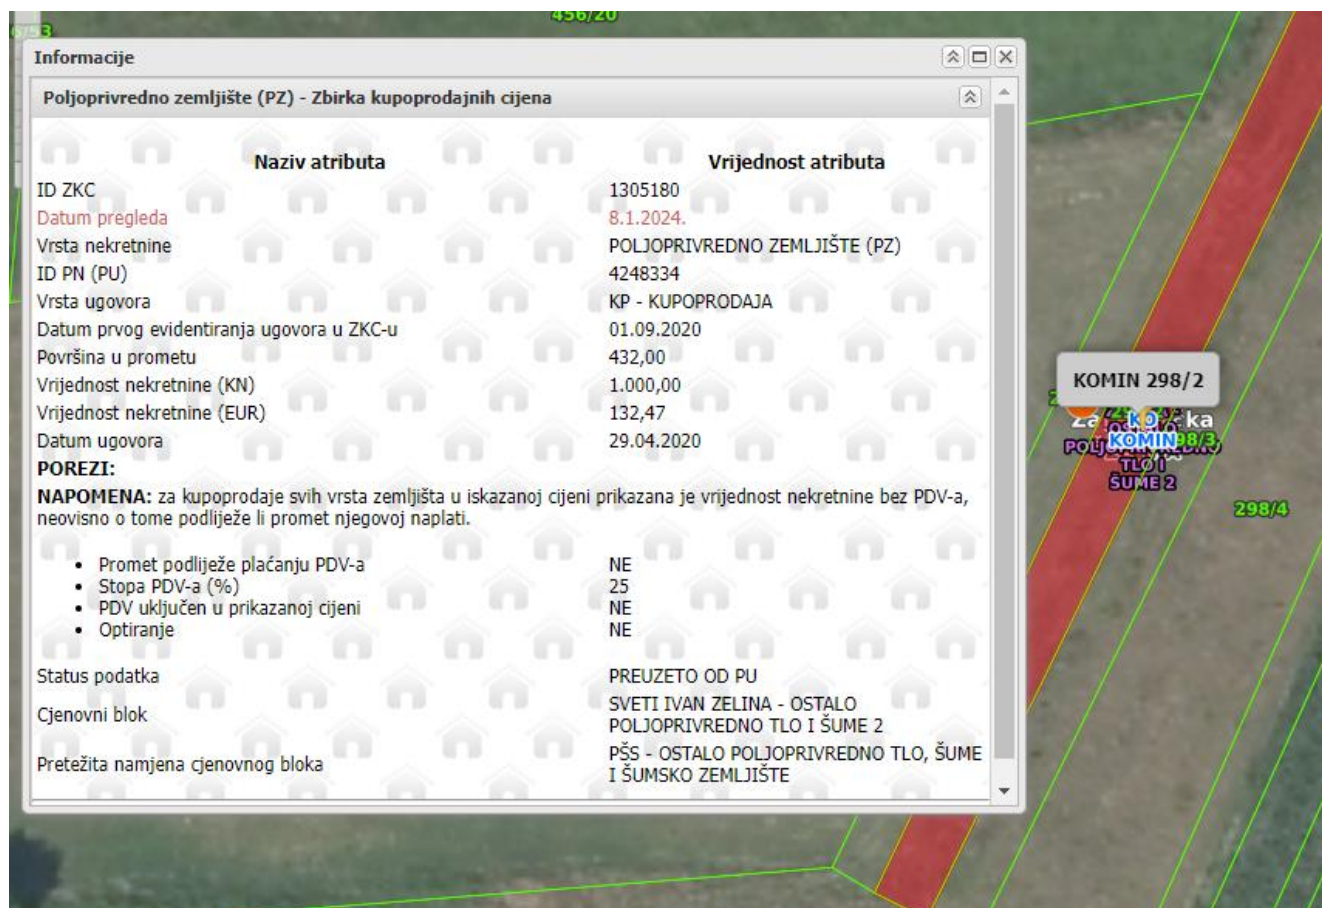 456/20
Informacije
Poljoprivredno zemljište (PZ) - Zbirka kupoprodajnih cijena
Naziv atributa Vrijednost atributa
ID ZKC 1305180
Datum pregleda 8.1.2024.
Vrsta nekretnine POLJOPRIVREDNO ZEMLJIŠTE (PZ)
ID PN (PU) 4248334
Vrsta ugovora KP - KUPOPRODAJA
Datum prvog evidentiranja ugovora u ZKC-u 01.09.2020
Površina u prometu 432,00
Vrijednost nekretnine (KN) 1.000,00
Vrijednost nekretnine (EUR) 132,47
Datum ugovora 29.04.2020
POREZI:
NAPOMENA: za kupoprodaje svih vrsta zemljišta u iskazanoj cijeni prikazana je vrijednost nekretnine bez PDV-a,
neovisno o tome podliježe li promet njegovoj naplati.
• Promet podliježe plaćanju PDV-a NE
• Stopa PDV-a (%) 25
• PDV uključen u prikazanoj cijeni NE
• Optiranje NE
Status podatka PREUZETO OD PU
Cjenovni blok SVETI IVAN ZELINA - OSTALO
POLJOPRIVREDNO TLO I ŠUME 2
Pretežita namjena cjenovnog bloka PŠS - OSTALO POLJOPRIVREDNO TLO, ŠUME
I ŠUMSKO ZEMLJIŠTE
KOMIN 298/2
KO
KOMIN
TLO I
ŠUME 2
298/4